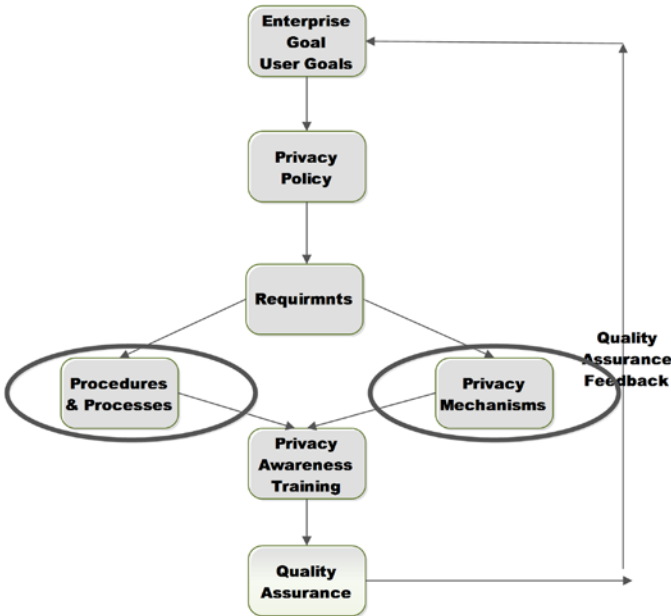 Enterprise
Goal
User Goals
Privacy
Policy
Requirmnts
Procedures
& Processes
Privacy
Mechanisms
Quality
Assurance
Feedback
Privacy
Awareness
Training
Quality
Assurance